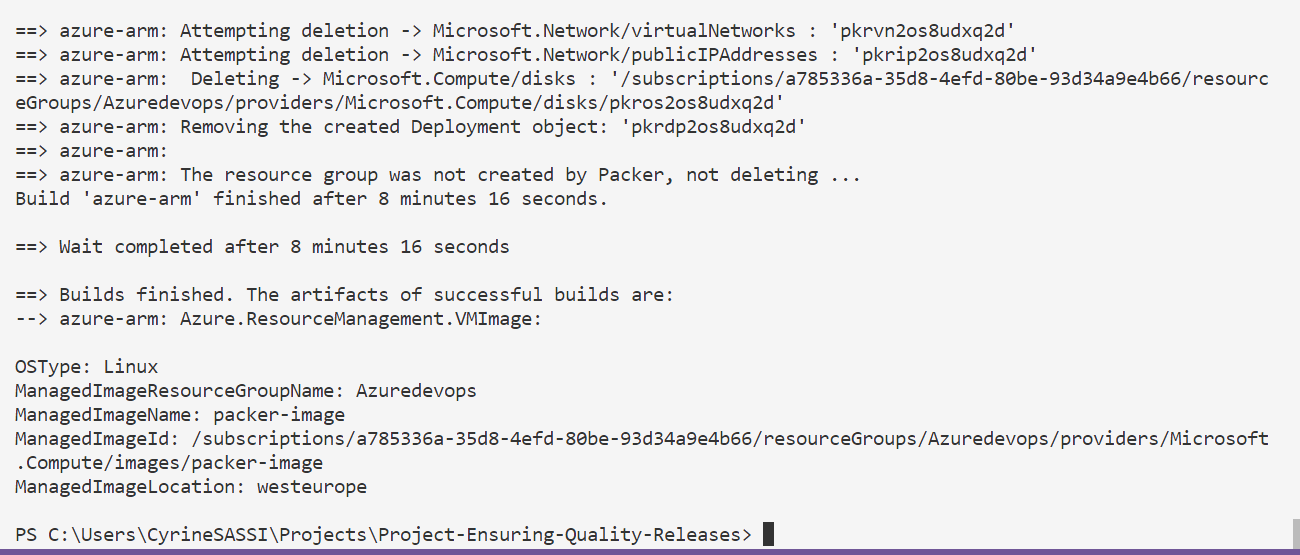 ==> azure-arm: Attempting deletion -> Microsoft.Network/virtualNetworks : 'pkrvn2os8udxq2d'
==> azure-arm: Attempting deletion -> Microsoft.Network/publicIPAddresses : 'pkrip2os8udxq2d'
==> azure-arm:  Deleting -> Microsoft.Compute/disks : '/subscriptions/a785336a-35d8-4efd-80be-93d34a9e4b66/resourc
eGroups/Azuredevops/providers/Microsoft.Compute/disks/pkros2os8udxq2d'
==> azure-arm: Removing the created Deployment object: 'pkrdp2os8udxq2d'
==> azure-arm:
==> azure-arm: The resource group was not created by Packer, not deleting ...
Build 'azure-arm' finished after 8 minutes 16 seconds.

==> Wait completed after 8 minutes 16 seconds

==> Builds finished. The artifacts of successful builds are:
--> azure-arm: Azure.ResourceManagement.VMImage:

OSType: Linux
ManagedImageResourceGroupName: Azuredevops
ManagedImageName: packer-image
ManagedImageId: /subscriptions/a785336a-35d8-4efd-80be-93d34a9e4b66/resourceGroups/Azuredevops/providers/Microsoft
.Compute/images/packer-image
ManagedImageLocation: westeurope

PS C:\Users\CyrineSASSI\Projects\Project-Ensuring-Quality-Releases>